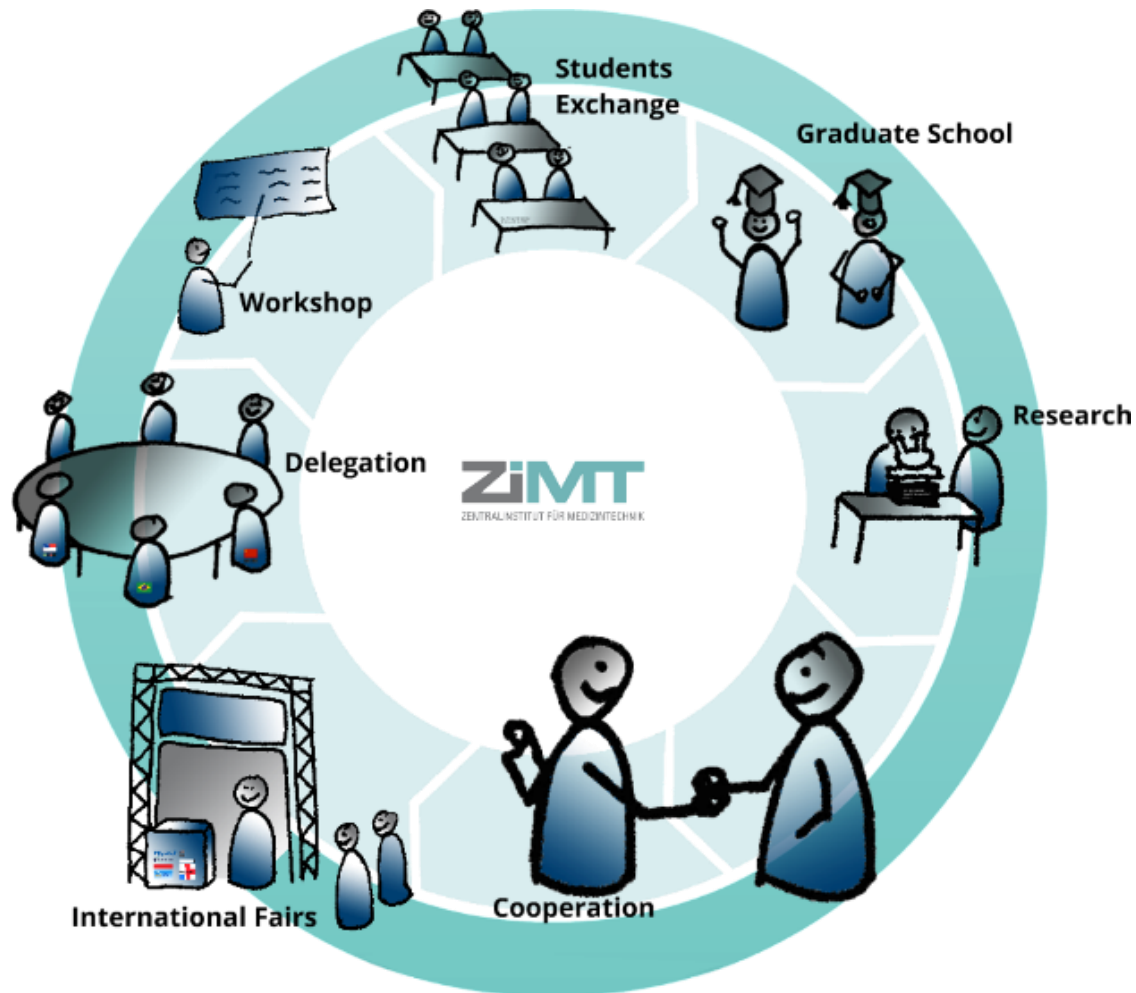 Students
Exchange
Graduate School
Workshop
Research
Delegation
ZiMT
ZENTRALINSTITUT FÜR MEDIZINTECHNIK
Cooperation
International Fairs